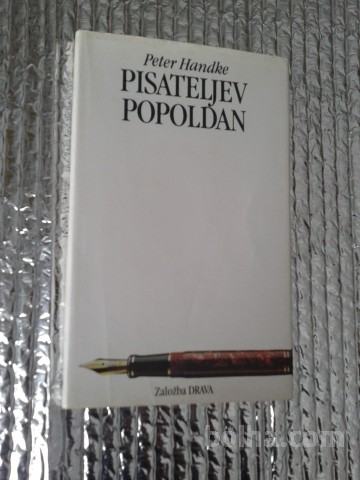 Peter Handke
PISATELJEV
POPOLDAN
Založba DRAVA
bolha.com